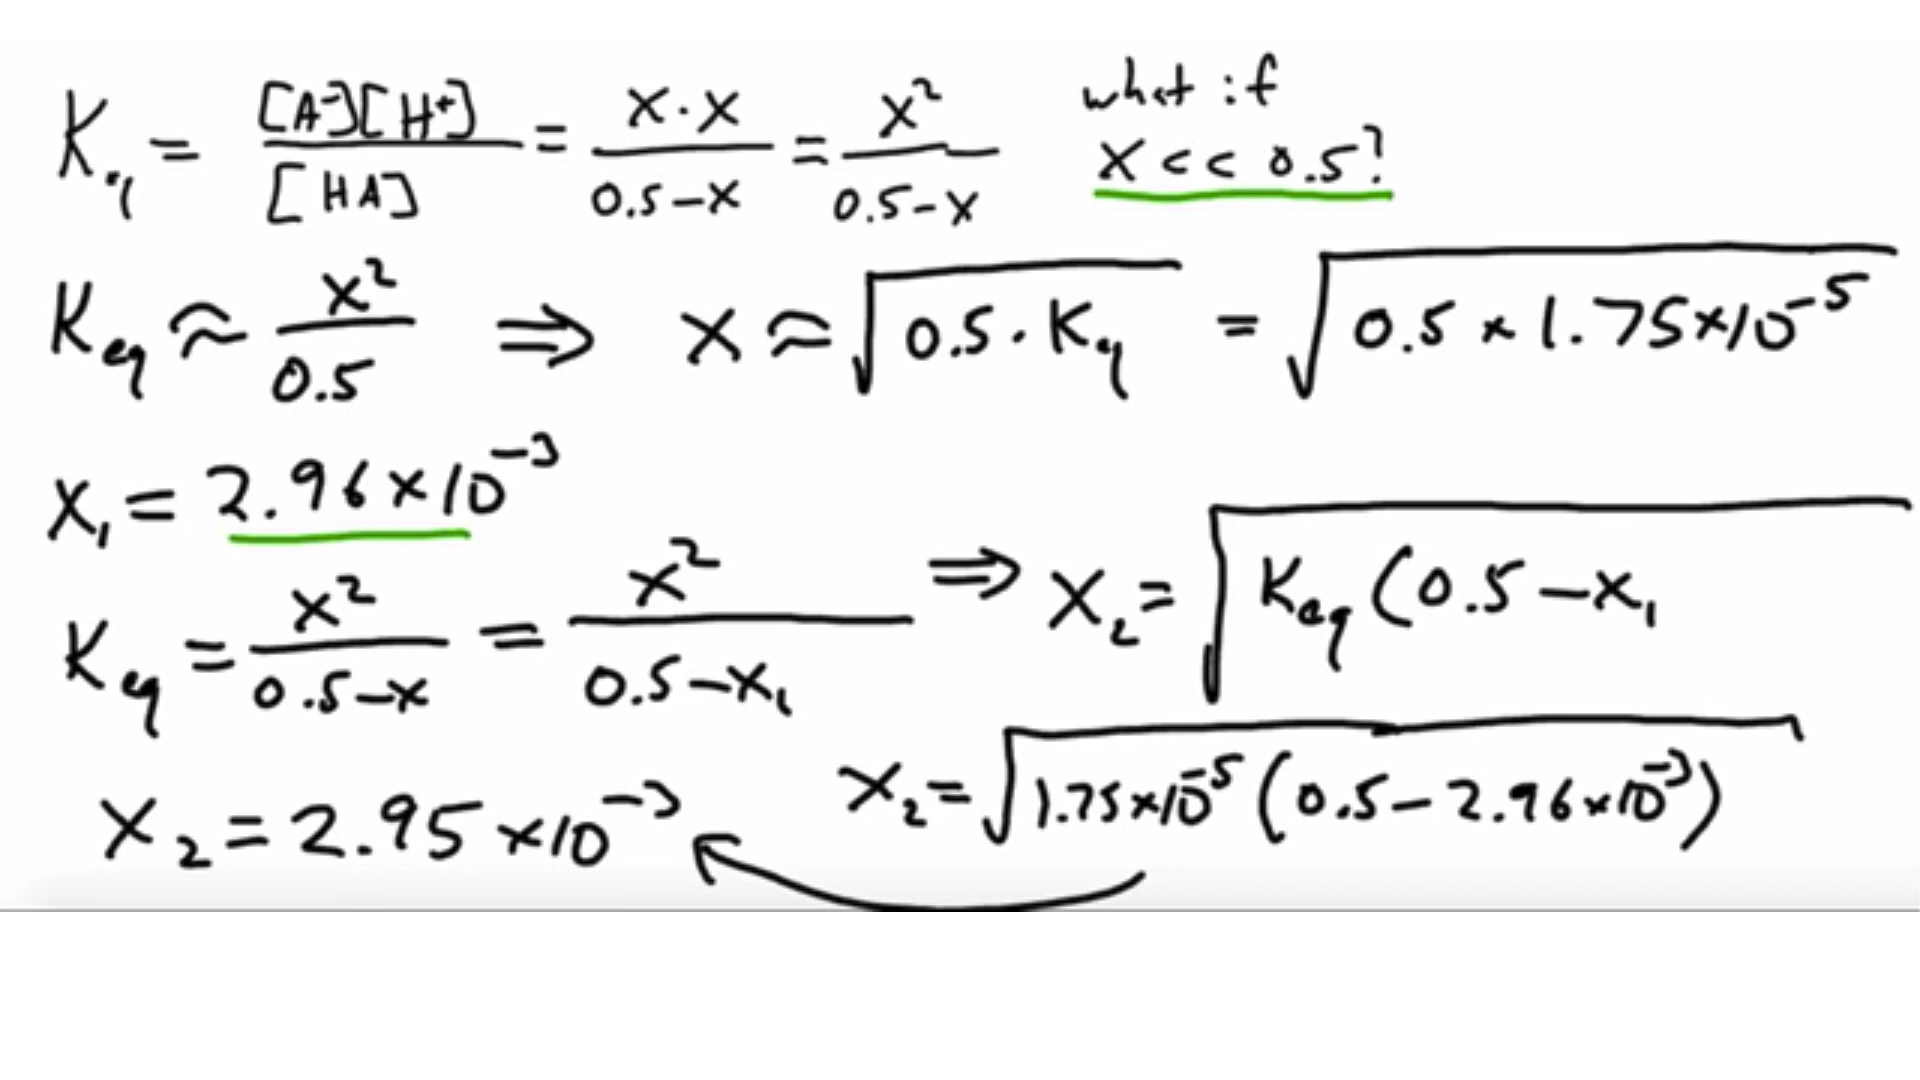 Keq = [A⁻][H⁺] / [HA] = x·x / 0.5-x = x² / 0.5-x what if x << 0.5?
Keq ≈ x² / 0.5 ⇒ x ≈ √(0.5 · Keq) = √(0.5 × 1.75×10⁻⁵)
x₁ = 2.96×10⁻³
Keq = x² / 0.5-x = x² / 0.5-x₁ ⇒ x₂ = √(Keq (0.5-x₁
x₂ = √(1.75×10⁻⁵ (0.5-2.96×10⁻³))
x₂ = 2.95×10⁻³